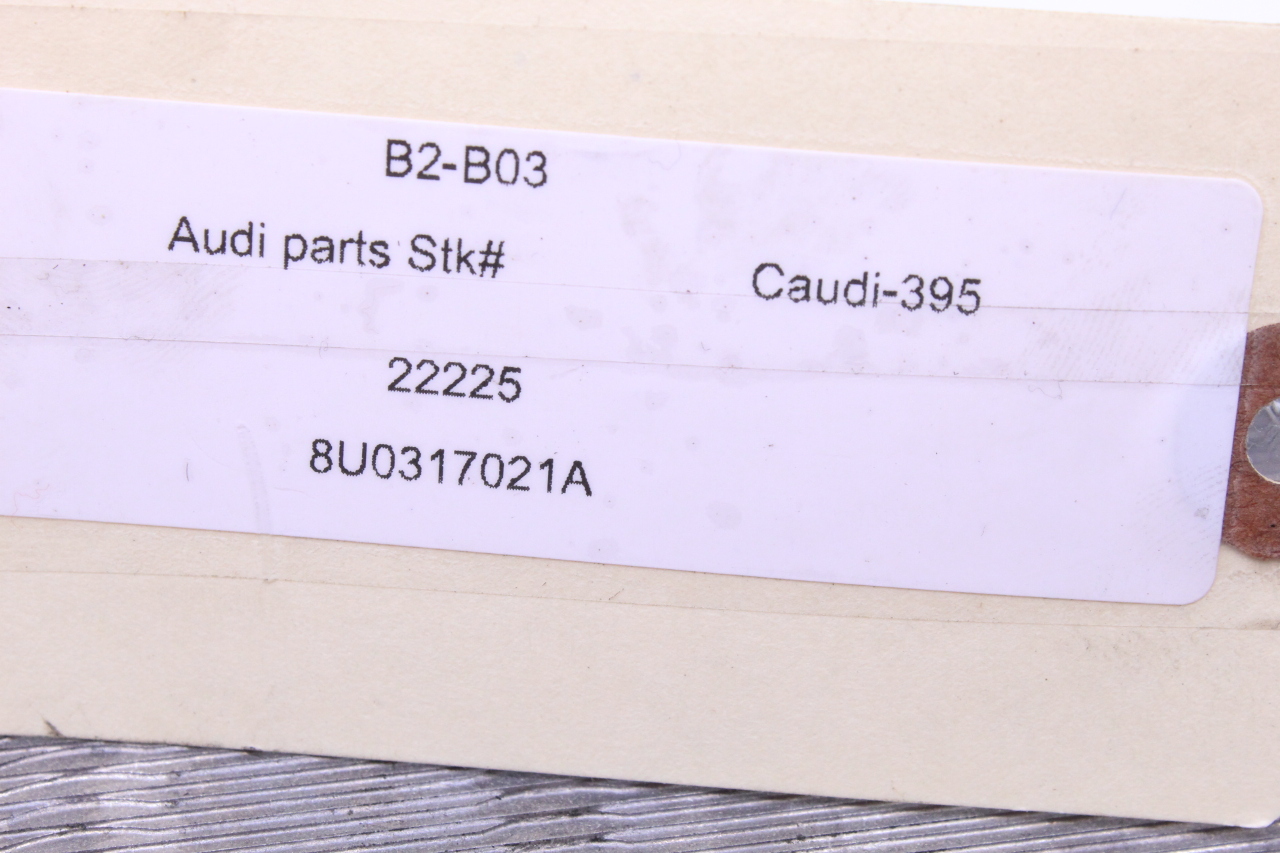 B2-B03
Audi parts Stk# Caudi-395
22225
8U0317021A